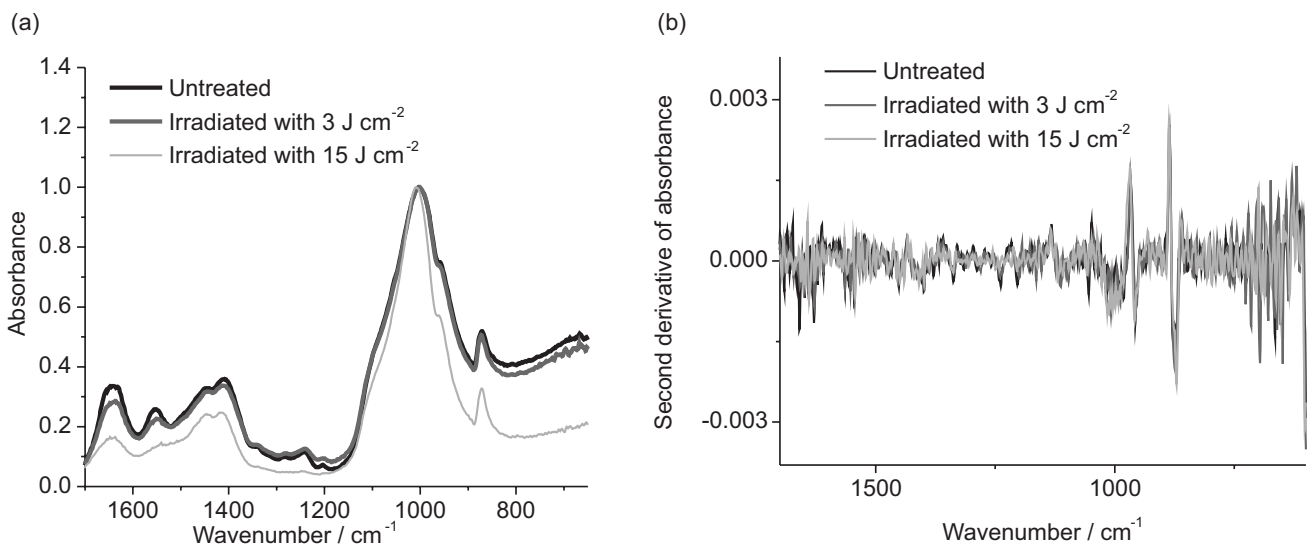 (a)
Absorbance
1.4
1.2
1.0
0.8
0.6
0.4
0.2
0.0
Untreated
Irradiated with 3 J cm⁻²
Irradiated with 15 J cm⁻²
1600
1400
1200
1000
800
Wavenumber / cm⁻¹
(b)
Second derivative of absorbance
0.003
0.000
-0.003
Untreated
Irradiated with 3 J cm⁻²
Irradiated with 15 J cm⁻²
1500
1000
Wavenumber / cm⁻¹